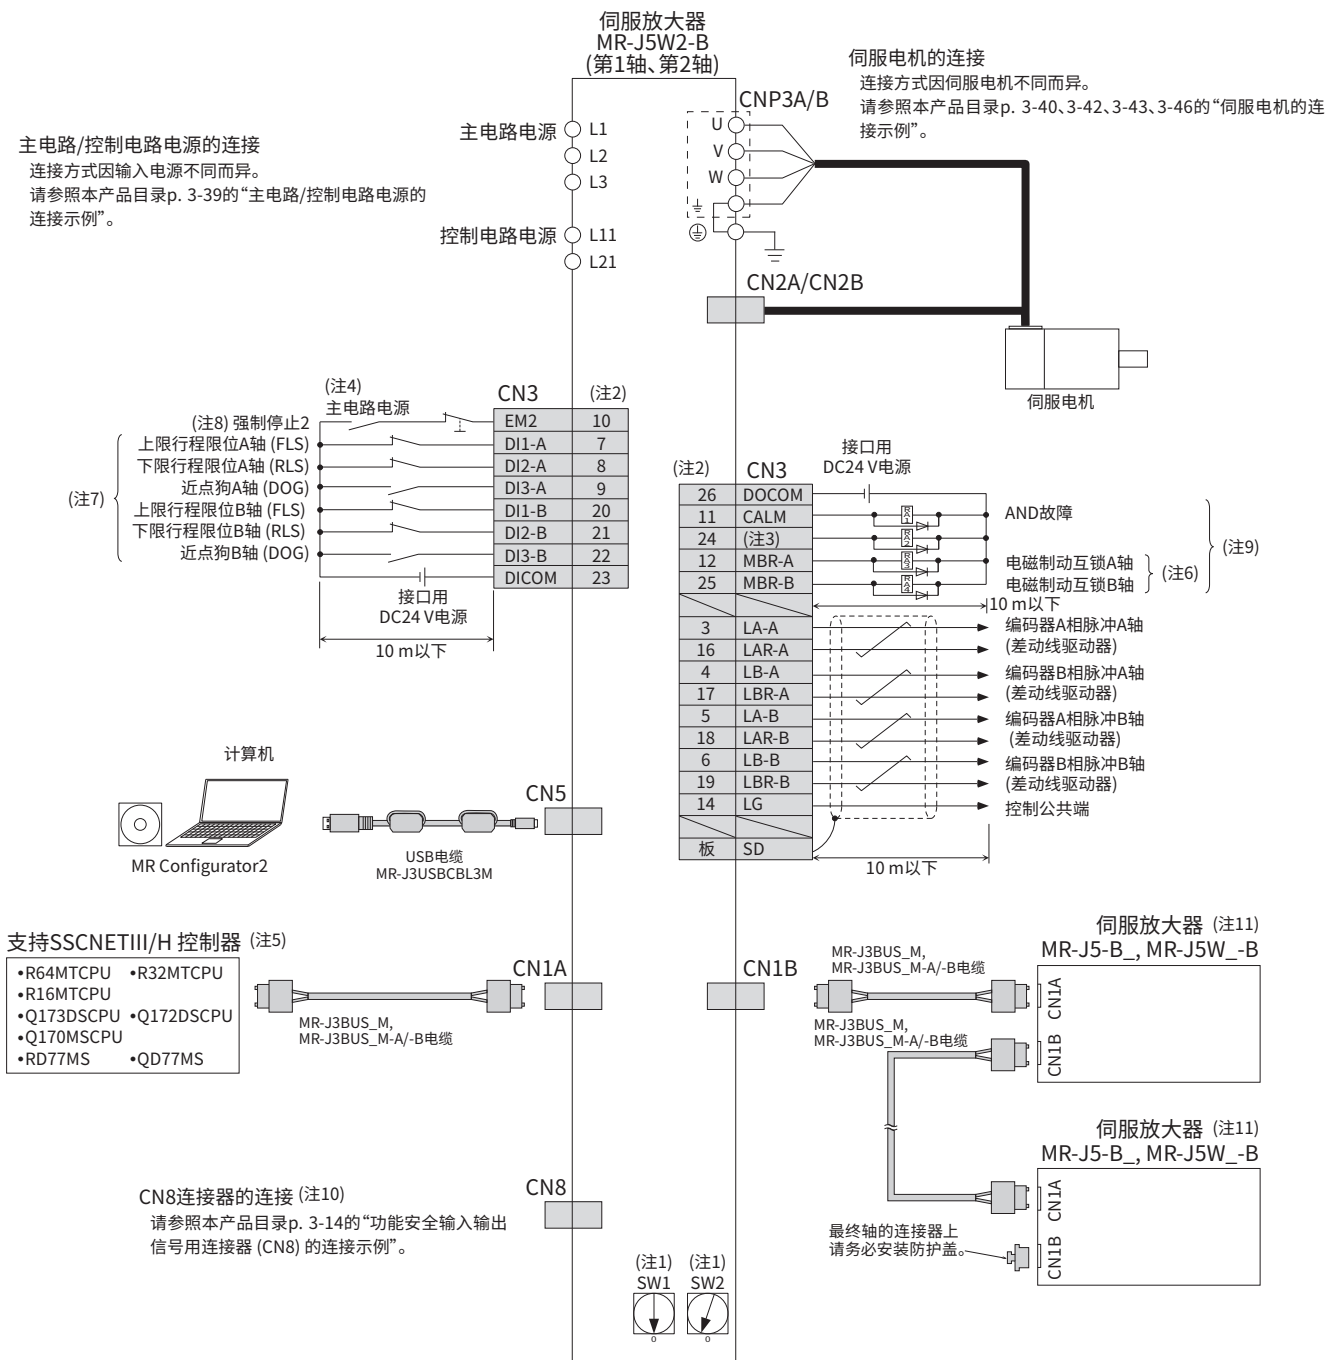 伺服放大器
MR-J5W2-B
(第1轴、第2轴)
伺服电机的连接
连接方式因伺服电机不同而异。
请参照本产品目录p. 3-40、3-42、3-43、3-46的“伺服电机的连
接示例”。
主电路/控制电路电源的连接
连接方式因输入电源不同而异。
请参照本产品目录p. 3-39的“主电路/控制电路电源的
连接示例”。
主电路电源
L1
L2
L3
控制电路电源
L11
L21
CNP3A/B
U
V
W
CN2A/CN2B
伺服电机
(注4)
主电路电源
CN3 (注2)
(注8) 强制停止2 EM2 10
上限行程限位A轴 (FLS) DI1-A 7
下限行程限位A轴 (RLS) DI2-A 8
近点狗A轴 (DOG) DI3-A 9
上限行程限位B轴 (FLS) DI1-B 20
下限行程限位B轴 (RLS) DI2-B 21
近点狗B轴 (DOG) DI3-B 22
DICOM 23
(注7)
接口用
DC24 V电源
10 m以下
接口用
DC24 V电源
(注2) CN3
26 DOCOM
11 CALM RA1 AND故障
24 (注3) RA2
12 MBR-A RA3 电磁制动互锁A轴
25 MBR-B RA4 电磁制动互锁B轴
(注6)
(注9)
10 m以下
3 LA-A 编码器A相脉冲A轴
16 LAR-A (差动线驱动器)
4 LB-A 编码器B相脉冲A轴
17 LBR-A (差动线驱动器)
5 LA-B 编码器A相脉冲B轴
18 LAR-B (差动线驱动器)
6 LB-B 编码器B相脉冲B轴
19 LBR-B (差动线驱动器)
14 LG 控制公共端
板 SD
10 m以下
计算机
MR Configurator2
USB电缆
MR-J3USBCBL3M
CN5
支持SSCNETIII/H 控制器 (注5)
•R64MTCPU •R32MTCPU
•R16MTCPU
•Q173DSCPU •Q172DSCPU
•Q170MSCPU
•RD77MS •QD77MS
MR-J3BUS_M,
MR-J3BUS_M-A/-B电缆
CN1A
CN1B
MR-J3BUS_M,
MR-J3BUS_M-A/-B电缆
MR-J3BUS_M,
MR-J3BUS_M-A/-B电缆
伺服放大器 (注11)
MR-J5-B_, MR-J5W_-B
CN1A
CN1B
伺服放大器 (注11)
MR-J5-B_, MR-J5W_-B
CN1A
CN1B
最终轴的连接器上
请务必安装防护盖。
CN8连接器的连接 (注10)
请参照本产品目录p. 3-14的“功能安全输入输出
信号用连接器 (CN8) 的连接示例”。
CN8
(注1) (注1)
SW1 SW2
0 0